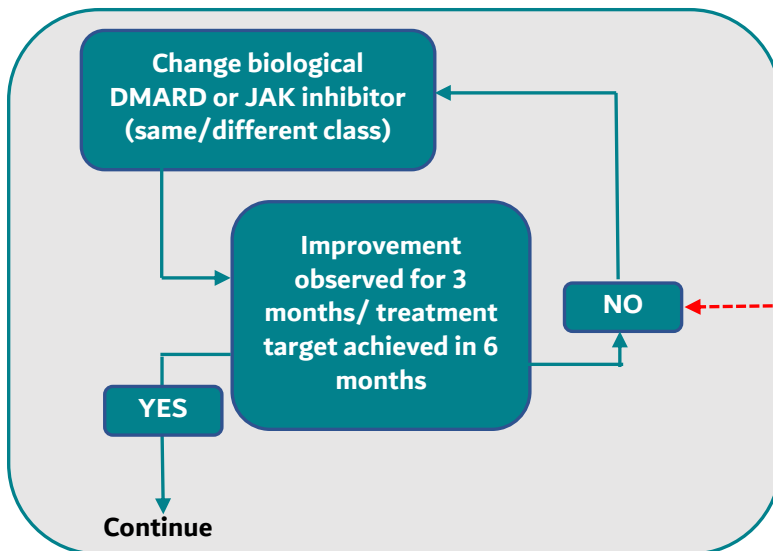 Change biological
DMARD or JAK inhibitor
(same/different class)
Improvement
observed for 3
months/ treatment
target achieved in 6
months
NO
YES
Continue